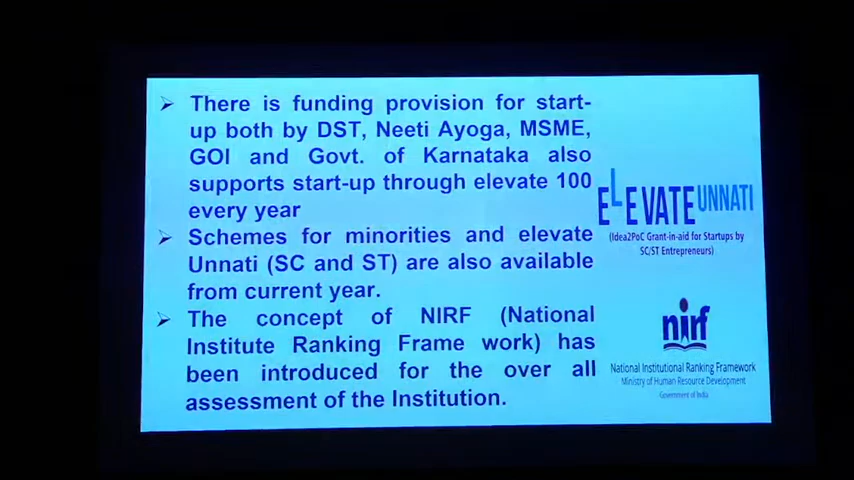 There is funding provision for start-
up both by DST, Neeti Ayoga, MSME,
GOI and Govt. of Karnataka also
supports start-up through elevate 100
every year
Schemes for minorities and elevate
Unnati (SC and ST) are also available
from current year.
The concept of NIRF (National
Institute Ranking Frame work) has
been introduced for the over all
assessment of the Institution.
ELEVATE UNNATI
(Idea2PoC Grant-in-aid for Startups by
SC/ST Entrepreneurs)
nirf
National Institutional Ranking Framework
Ministry of Human Resource Development
Government of India